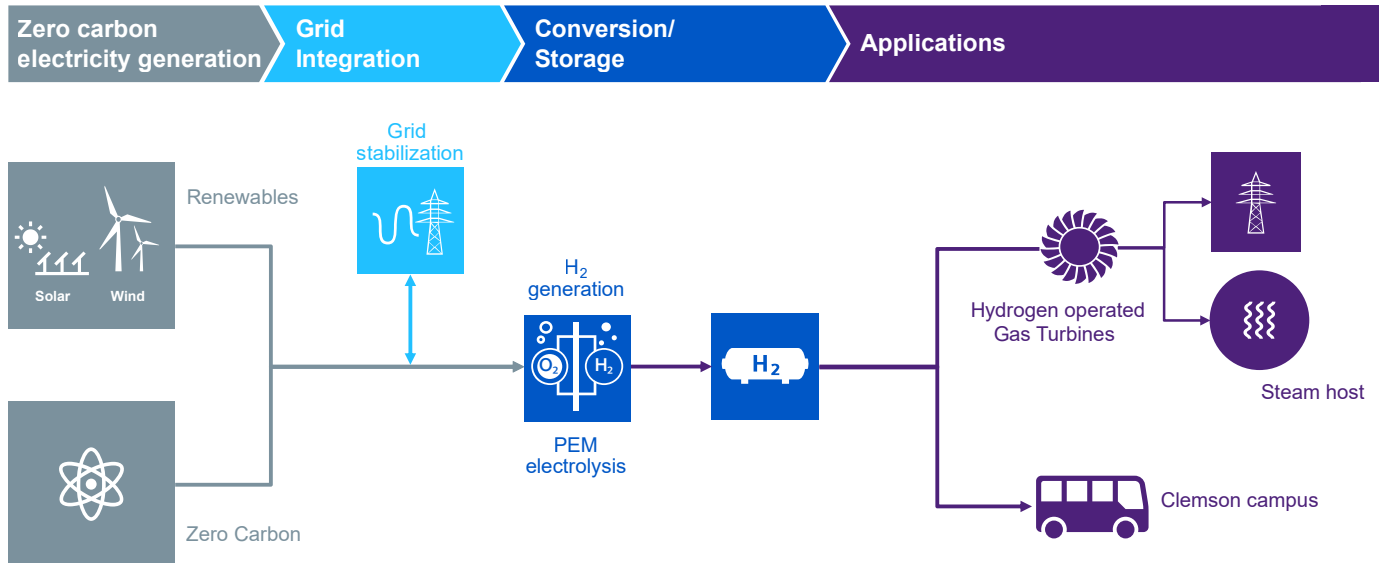 Zero carbon
electricity generation
Grid
Integration
Conversion/
Storage
Applications
Grid
stabilization
Renewables
Solar
Wind
H₂
generation
O₂
H₂
H₂
PEM
electrolysis
Hydrogen operated
Gas Turbines
Steam host
Clemson campus
Zero Carbon